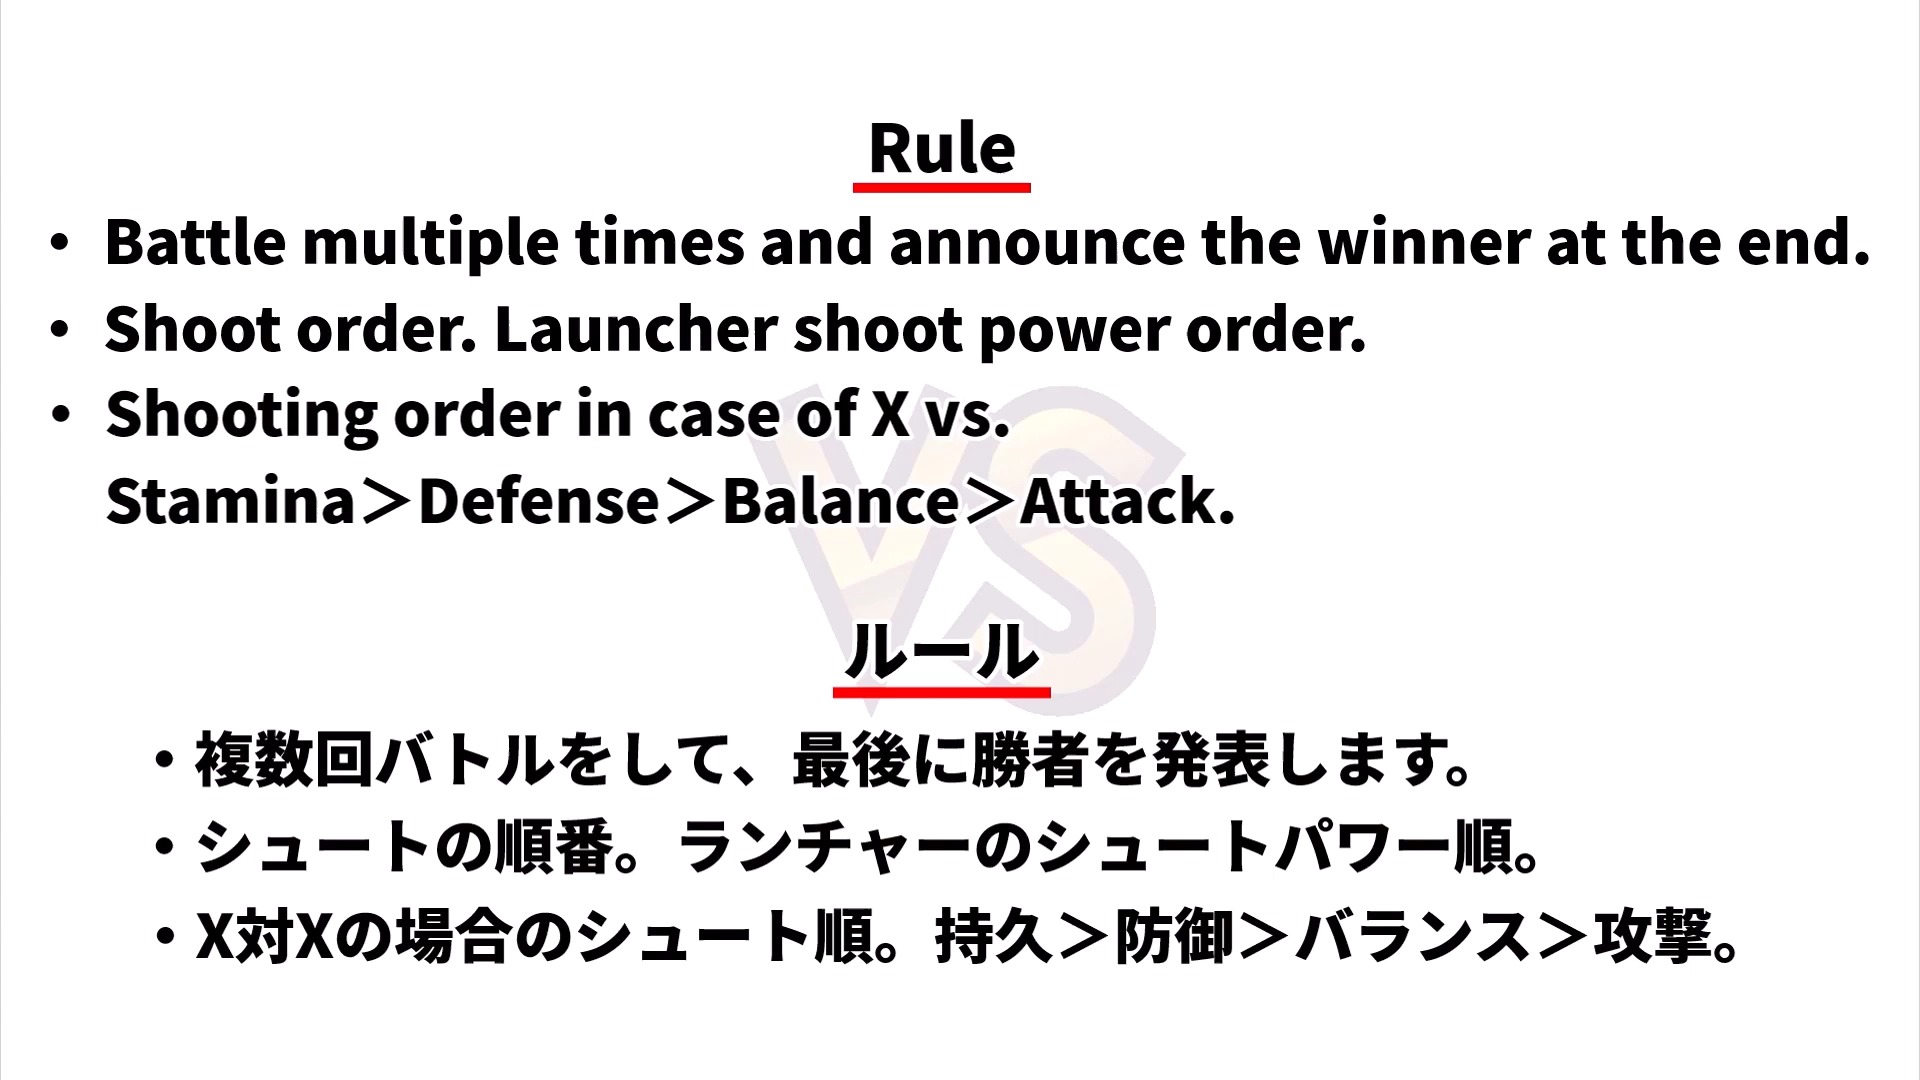 Rule
• Battle multiple times and announce the winner at the end.
• Shoot order. Launcher shoot power order.
• Shooting order in case of X vs.
Stamina＞Defense＞Balance＞Attack.
VS
ルール
・複数回バトルをして、最後に勝者を発表します。
・シュートの順番。ランチャーのシュートパワー順。
・X対Xの場合のシュート順。持久＞防御＞バランス＞攻撃。